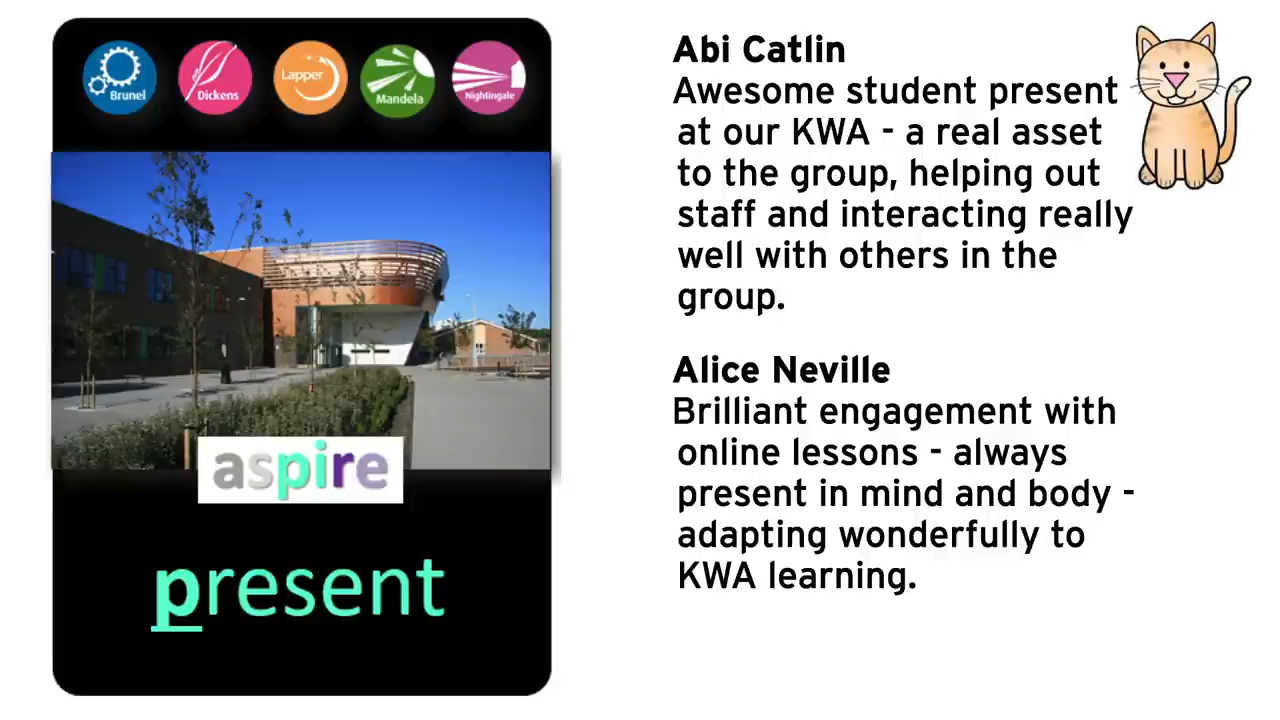 Brunel
Dickens
Lapper
Mandela
Nightingale
aspire
present
Abi Catlin
Awesome student present
at our KWA - a real asset
to the group, helping out
staff and interacting really
well with others in the
group.
Alice Neville
Brilliant engagement with
online lessons - always
present in mind and body -
adapting wonderfully to
KWA learning.